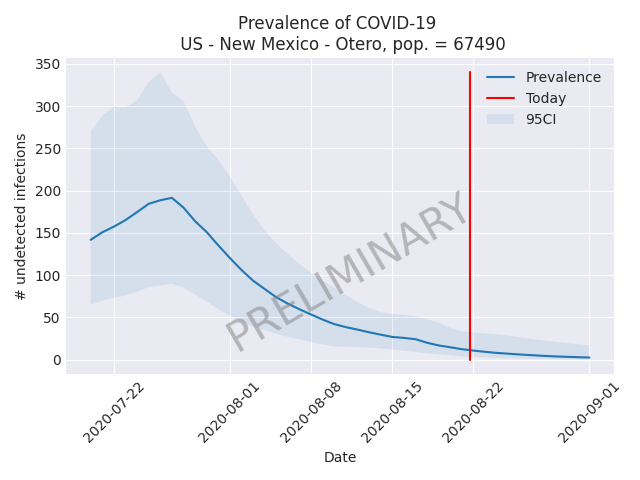 Prevalence of COVID-19
US - New Mexico - Otero, pop. = 67490
# undetected infections
350
300
250
200
150
100
50
0
Prevalence
Today
95CI
PRELIMINARY
2020-07-22
2020-08-01
2020-08-08
2020-08-15
2020-08-22
2020-09-01
Date